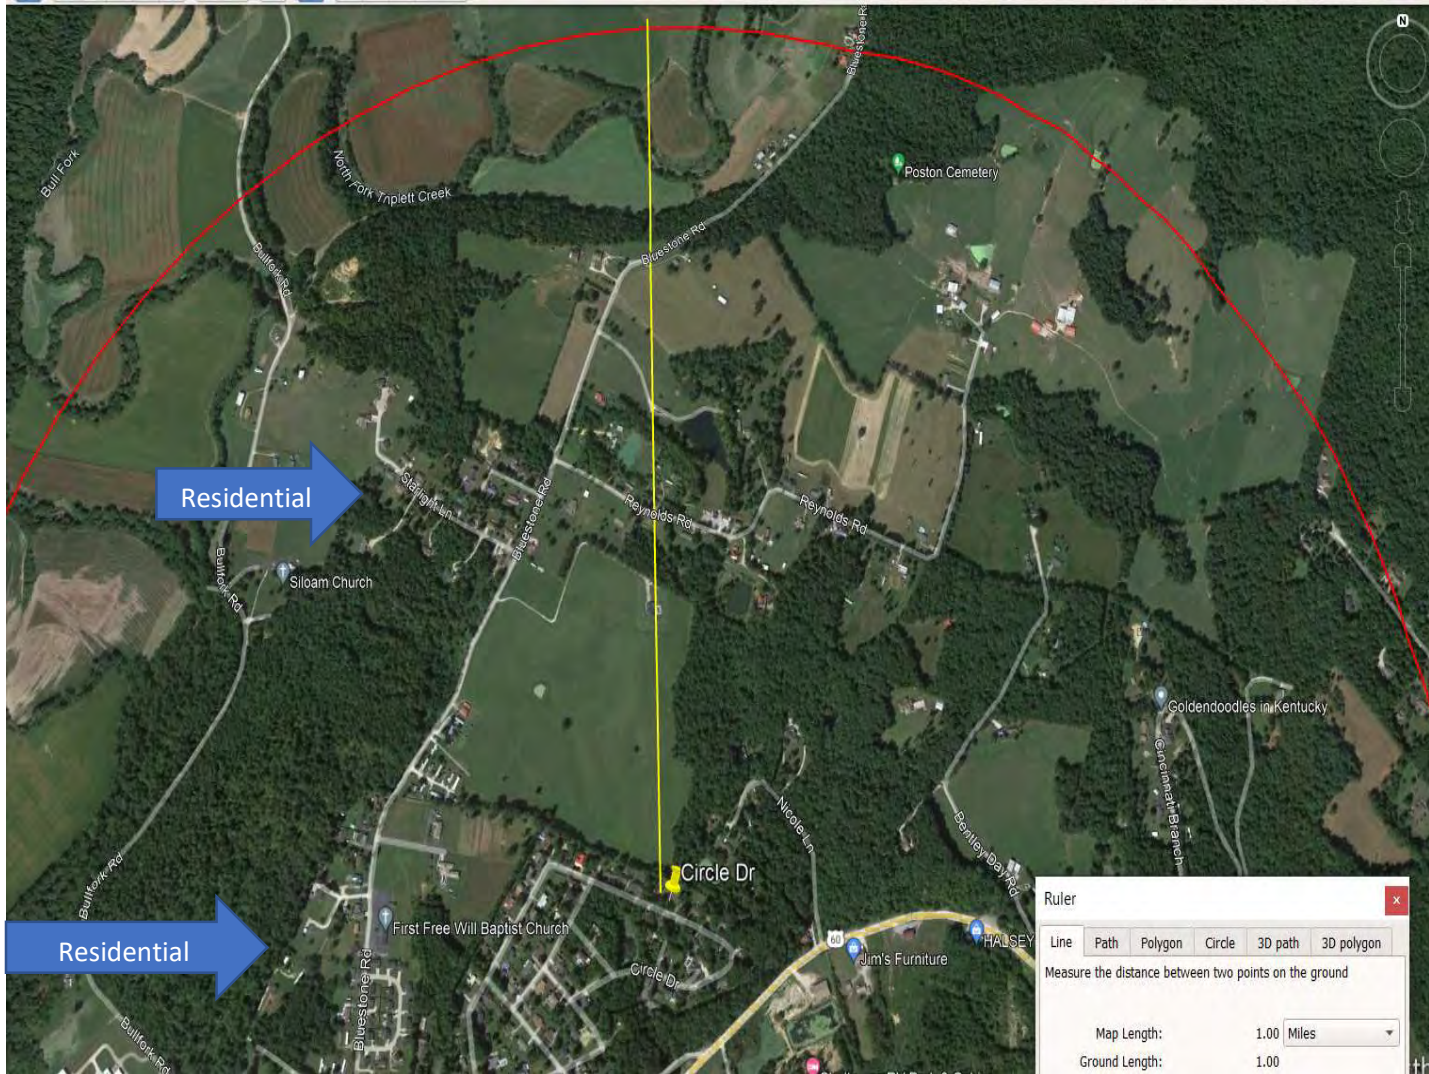 N
Bluestone Rd
Bull Fork
North Fork Triplett Creek
Poston Cemetery
Bluestone Rd
Bullfork Rd
Residential
Starlight Ln
Bluestone Rd
Reynolds Rd
Reynolds Rd
Siloam Church
Bullfork Rd
Goldendoodles in Kentucky
Cincinnati Branch
Nicole Ln
Bentley Day Rd
Bullfork Rd
Circle Dr
First Free Will Baptist Church
60
HALSEY
Jim's Furniture
Residential
Circle Dr
Bluestone Rd
Bullfork Rd
Ruler
x
Line Path Polygon Circle 3D path 3D polygon
Measure the distance between two points on the ground
Map Length: 1.00 Miles
Ground Length: 1.00